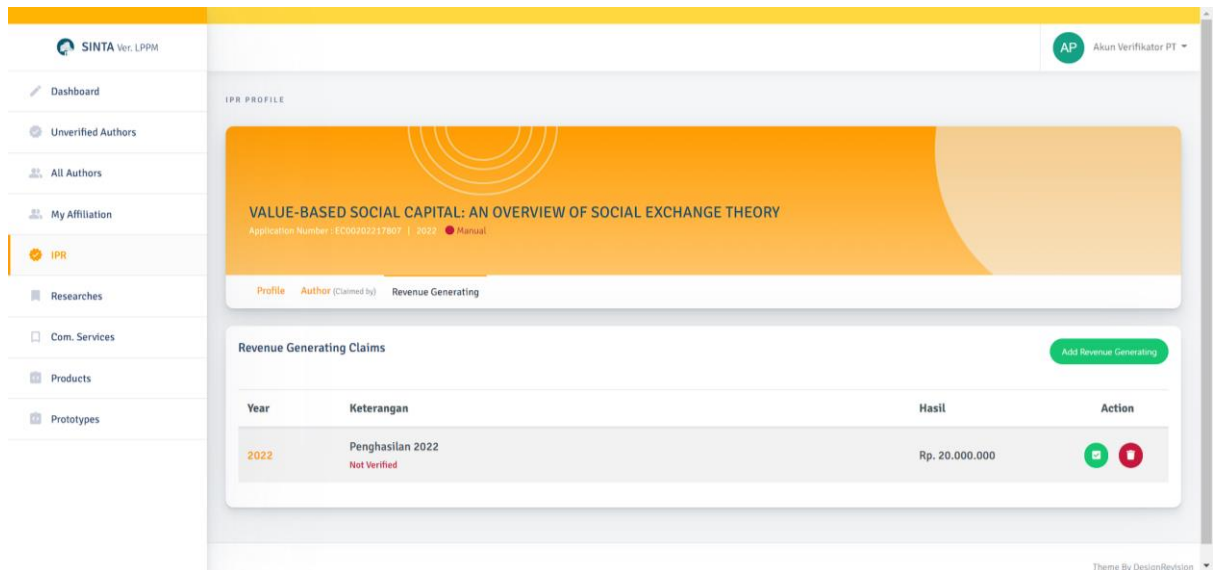 SINTA Ver. LPPM
AP Akun Verifikator PT
Dashboard
Unverified Authors
All Authors
My Affiliation
IPR
Researches
Com. Services
Products
Prototypes
IPR PROFILE
VALUE-BASED SOCIAL CAPITAL: AN OVERVIEW OF SOCIAL EXCHANGE THEORY
Application Number : EC00202217807 | 2022 Manual
Profile Author (Claimed by) Revenue Generating
Revenue Generating Claims
Add Revenue Generating
Year Keterangan Hasil Action
2022 Penghasilan 2022 Rp. 20.000.000
Not Verified
Theme By DesignRevision